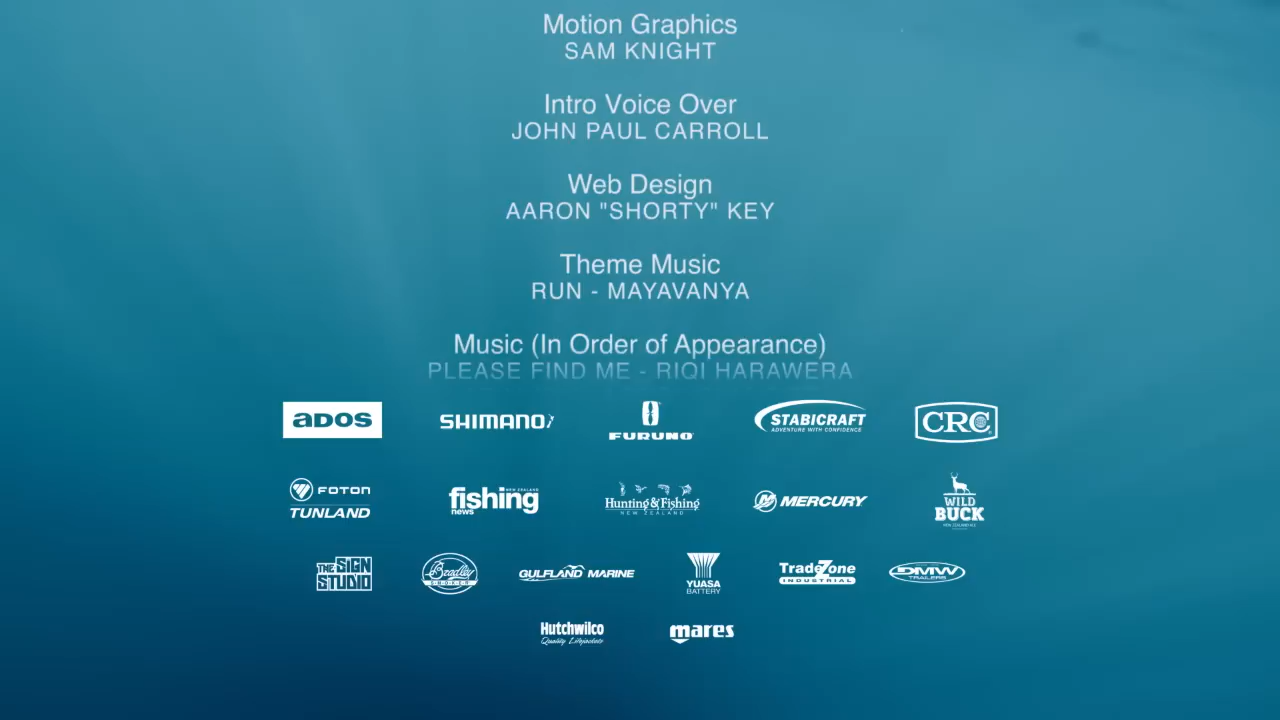 Motion Graphics
SAM KNIGHT
Intro Voice Over
JOHN PAUL CARROLL
Web Design
AARON "SHORTY" KEY
Theme Music
RUN - MAYAVANYA
Music (In Order of Appearance)
PLEASE FIND ME - RIQI HARAWERA
aDOS
SHIMANO
FURUNO
STABICRAFT
ADVENTURE WITH CONFIDENCE
CRC
FOTON
TUNLAND
NEW ZEALAND
fishing
news
Hunting & Fishing
NEW ZEALAND
MERCURY
WILD
BUCK
THE SIGN
STUDIO
Bradley
SMOKER
GULFLAND MARINE
YUASA
BATTERY
TradeZone
INDUSTRIAL
DMW
TRAILERS
Hutchwilco
Quality Lifejackets
mares